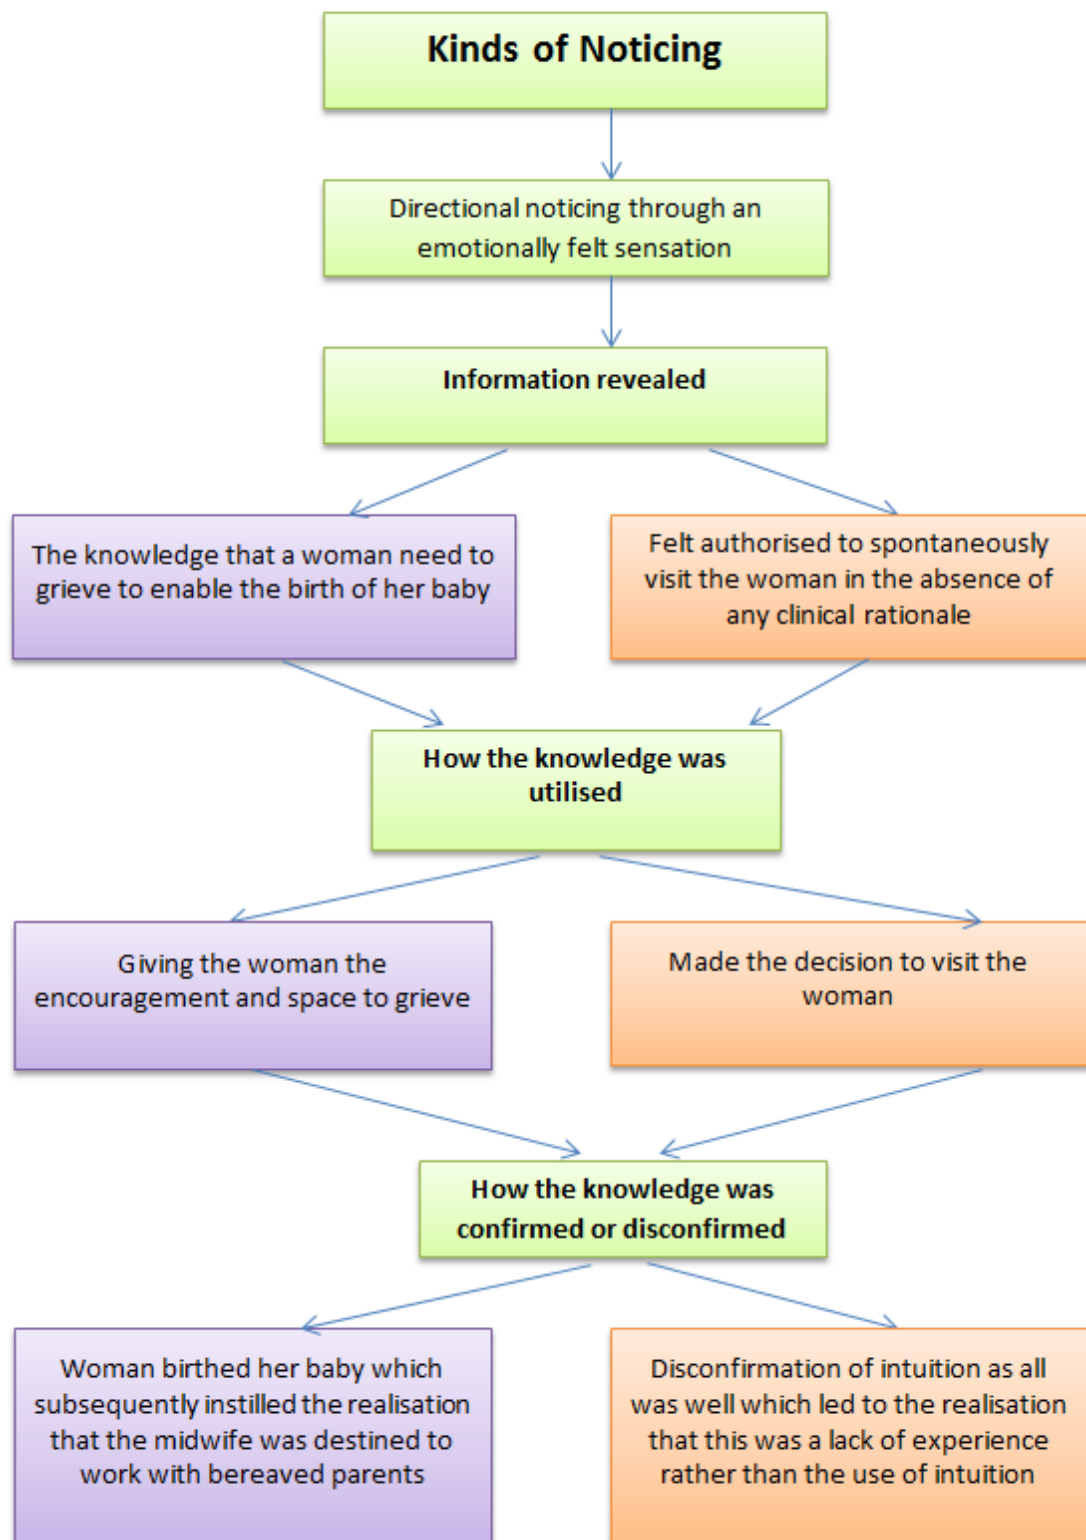 Kinds of Noticing
Directional noticing through an
emotionally felt sensation
Information revealed
The knowledge that a woman need to
grieve to enable the birth of her baby
Felt authorised to spontaneously
visit the woman in the absence of
any clinical rationale
How the knowledge was
utilised
Giving the woman the
encouragement and space to grieve
Made the decision to visit the
woman
How the knowledge was
confirmed or disconfirmed
Woman birthed her baby which
subsequently instilled the realisation
that the midwife was destined to
work with bereaved parents
Disconfirmation of intuition as all
was well which led to the realisation
that this was a lack of experience
rather than the use of intuition